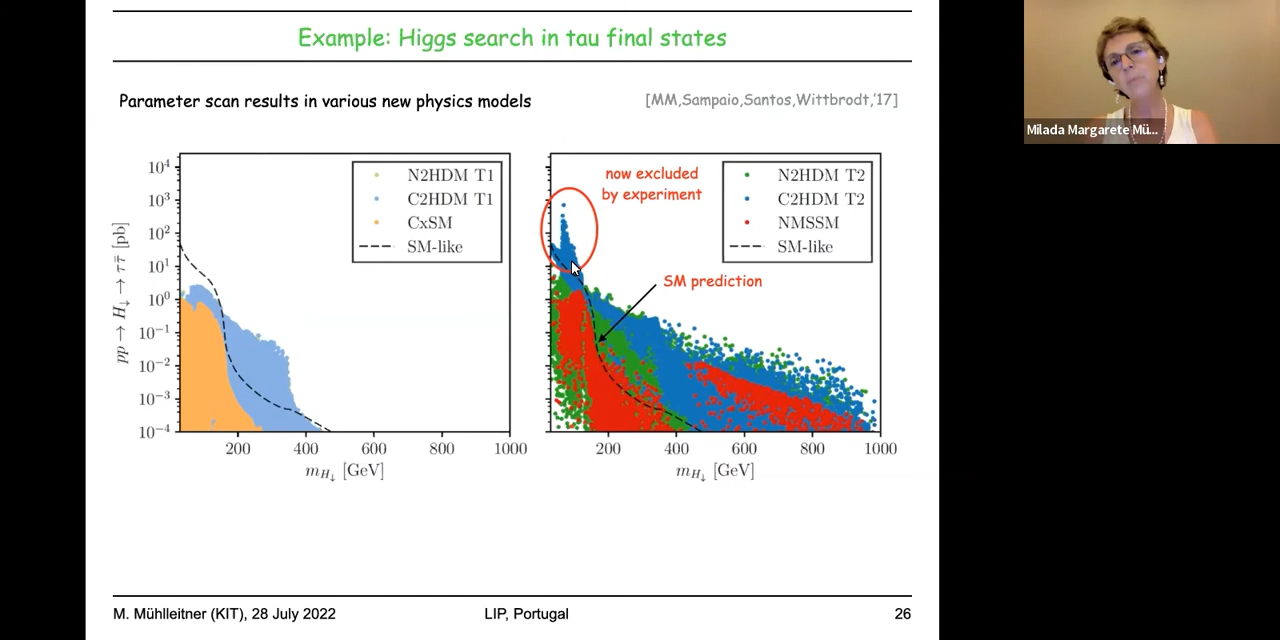 Example: Higgs search in tau final states
Parameter scan results in various new physics models
[MM,Sampaio,Santos,Wittbrodt,'17]
Milada Margarete Mü...
pp → H↓ → τ𝜏̄ [pb]
10⁴
10³
10²
10¹
10⁰
10⁻¹
10⁻²
10⁻³
10⁻⁴
N2HDM T1
C2HDM T1
CxSM
SM-like
200 400 600 800 1000
m_H↓ [GeV]
now excluded
by experiment
N2HDM T2
C2HDM T2
NMSSM
SM-like
SM prediction
200 400 600 800 1000
m_H↓ [GeV]
M. Mühlleitner (KIT), 28 July 2022 LIP, Portugal 26